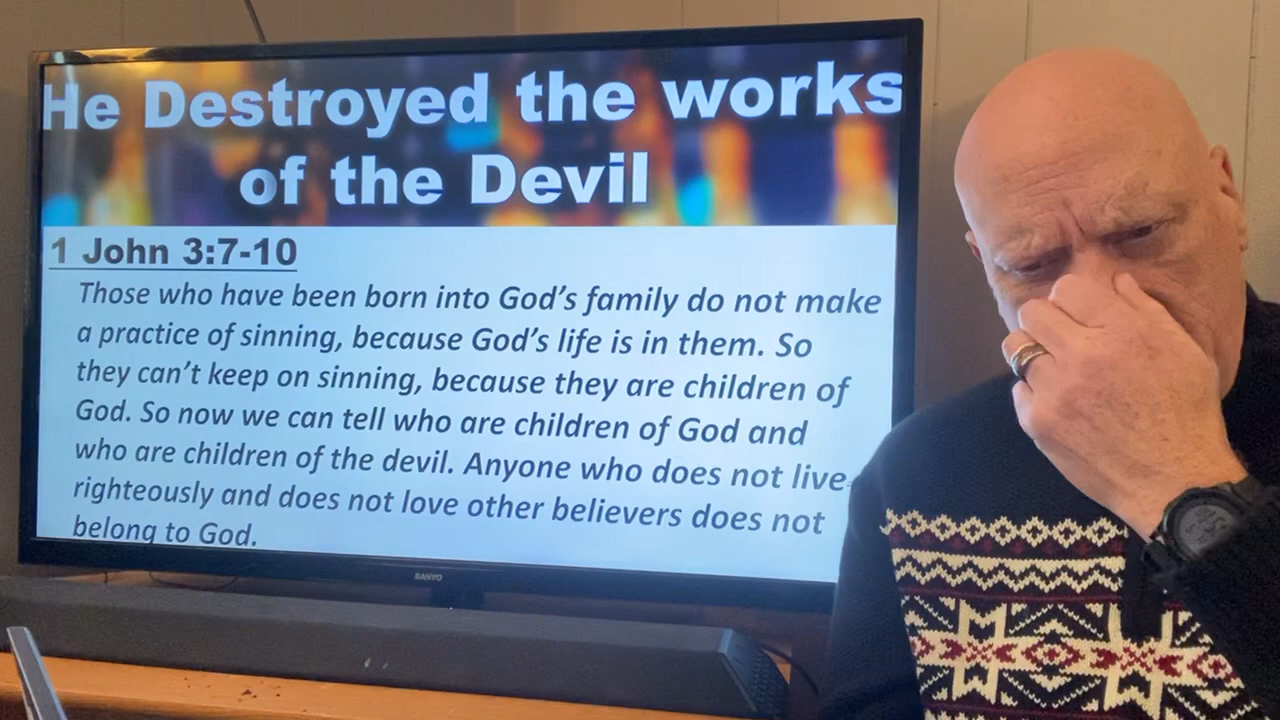 He Destroyed the works
of the Devil
1 John 3:7-10
Those who have been born into God's family do not make
a practice of sinning, because God's life is in them. So
they can't keep on sinning, because they are children of
God. So now we can tell who are children of God and
who are children of the devil. Anyone who does not live
righteously and does not love other believers does not
belong to God.
SANYO